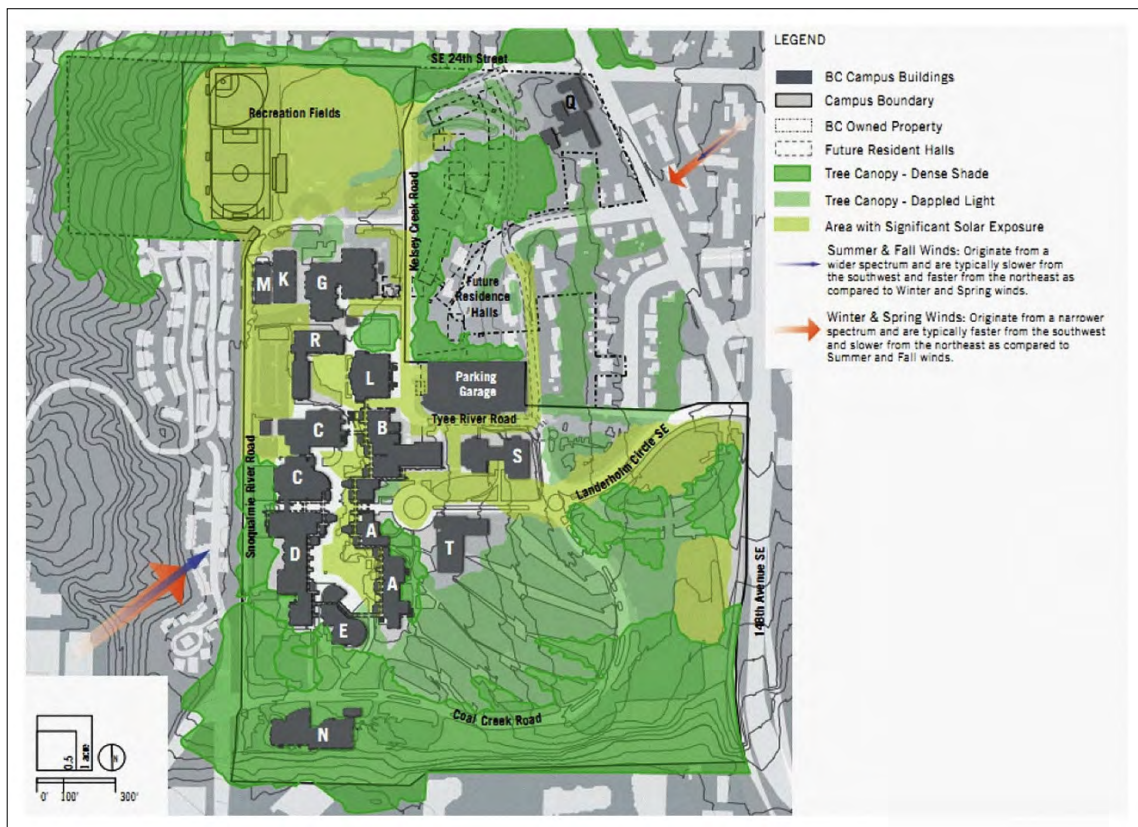 SE 24th Street
Recreation Fields
Q
Kelsey Creek Road
M
K
G
Future
Residence
Halls
R
L
Parking
Garage
Tyee River Road
C
B
S
Landerholm Circle SE
C
Snoqualmie River Road
A
T
D
A
148th Avenue SE
E
Coal Creek Road
N
0.5
1 acre
N
0'
100'
300'
LEGEND
BC Campus Buildings
Campus Boundary
BC Owned Property
Future Resident Halls
Tree Canopy - Dense Shade
Tree Canopy - Dappled Light
Area with Significant Solar Exposure
Summer & Fall Winds: Originate from a
wider spectrum and are typically slower from
the southwest and faster from the northeast as
compared to Winter and Spring winds.
Winter & Spring Winds: Originate from a narrower
spectrum and are typically faster from the southwest
and slower from the northeast as compared to
Summer and Fall winds.